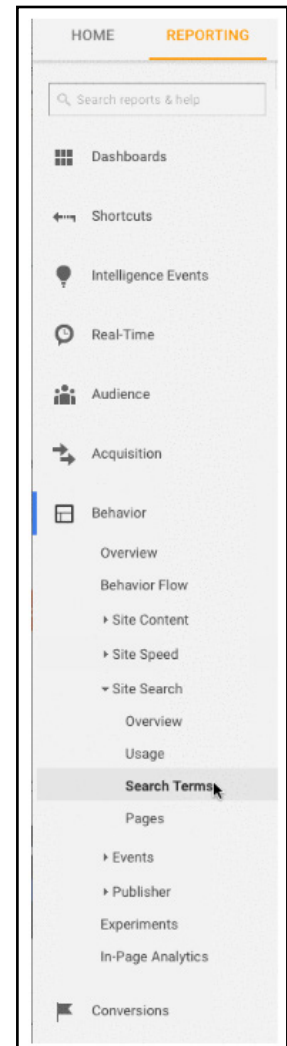 HOME REPORTING
Search reports & help
Dashboards
Shortcuts
Intelligence Events
Real-Time
Audience
Acquisition
Behavior
Overview
Behavior Flow
Site Content
Site Speed
Site Search
Overview
Usage
Search Terms
Pages
Events
Publisher
Experiments
In-Page Analytics
Conversions